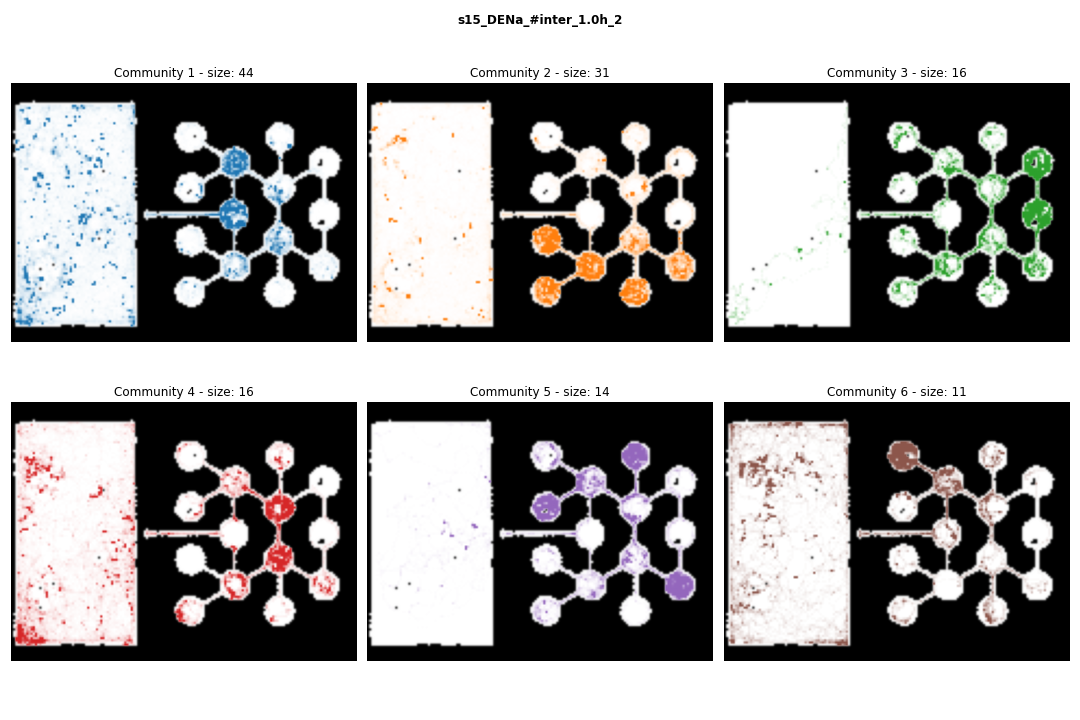 s15_DENa_#inter_1.0h_2
Community 1 - size: 44
Community 2 - size: 31
Community 3 - size: 16
Community 4 - size: 16
Community 5 - size: 14
Community 6 - size: 11